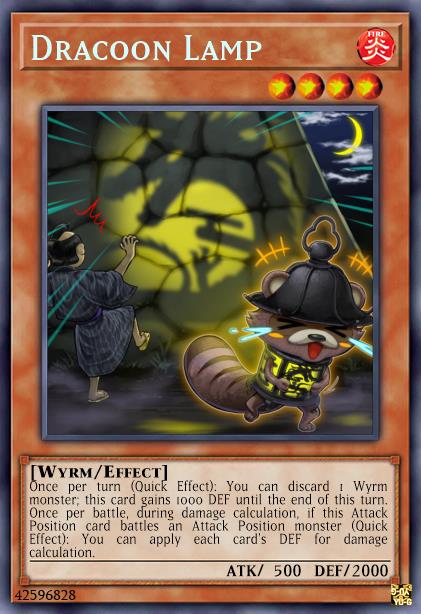 Dracoon Lamp
FIRE
炎
[Wyrm/Effect]
Once per turn (Quick Effect): You can discard 1 Wyrm
monster; this card gains 1000 DEF until the end of this turn.
Once per battle, during damage calculation, if this Attack
Position card battles an Attack Position monster (Quick
Effect): You can apply each card's DEF for damage
calculation.
ATK/ 500 DEF/2000
42596828